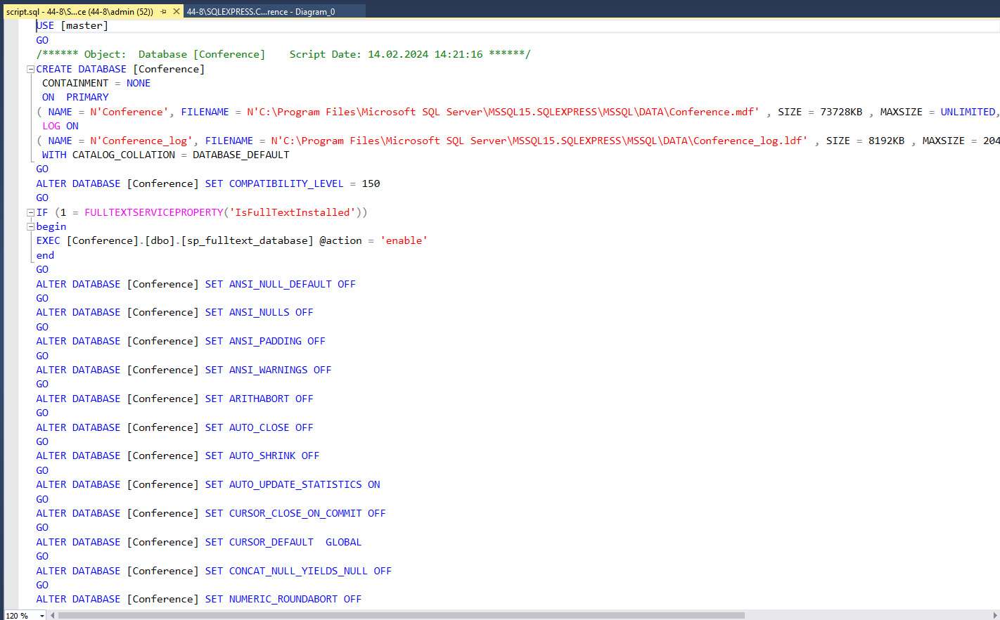 script.sql - 44-8\S...ce (44-8\admin (52)) 44-8\SQLEXPRESS.C...rence - Diagram_0
USE [master]
GO
/****** Object:  Database [Conference]    Script Date: 14.02.2024 14:21:16 ******/
CREATE DATABASE [Conference]
 CONTAINMENT = NONE
 ON  PRIMARY
( NAME = N'Conference', FILENAME = N'C:\Program Files\Microsoft SQL Server\MSSQL15.SQLEXPRESS\MSSQL\DATA\Conference.mdf' , SIZE = 73728KB , MAXSIZE = UNLIMITED,
 LOG ON
( NAME = N'Conference_log', FILENAME = N'C:\Program Files\Microsoft SQL Server\MSSQL15.SQLEXPRESS\MSSQL\DATA\Conference_log.ldf' , SIZE = 8192KB , MAXSIZE = 204
 WITH CATALOG_COLLATION = DATABASE_DEFAULT
GO
ALTER DATABASE [Conference] SET COMPATIBILITY_LEVEL = 150
GO
IF (1 = FULLTEXTSERVICEPROPERTY('IsFullTextInstalled'))
begin
EXEC [Conference].[dbo].[sp_fulltext_database] @action = 'enable'
end
GO
ALTER DATABASE [Conference] SET ANSI_NULL_DEFAULT OFF
GO
ALTER DATABASE [Conference] SET ANSI_NULLS OFF
GO
ALTER DATABASE [Conference] SET ANSI_PADDING OFF
GO
ALTER DATABASE [Conference] SET ANSI_WARNINGS OFF
GO
ALTER DATABASE [Conference] SET ARITHABORT OFF
GO
ALTER DATABASE [Conference] SET AUTO_CLOSE OFF
GO
ALTER DATABASE [Conference] SET AUTO_SHRINK OFF
GO
ALTER DATABASE [Conference] SET AUTO_UPDATE_STATISTICS ON
GO
ALTER DATABASE [Conference] SET CURSOR_CLOSE_ON_COMMIT OFF
GO
ALTER DATABASE [Conference] SET CURSOR_DEFAULT  GLOBAL
GO
ALTER DATABASE [Conference] SET CONCAT_NULL_YIELDS_NULL OFF
GO
ALTER DATABASE [Conference] SET NUMERIC_ROUNDABORT OFF
120 %